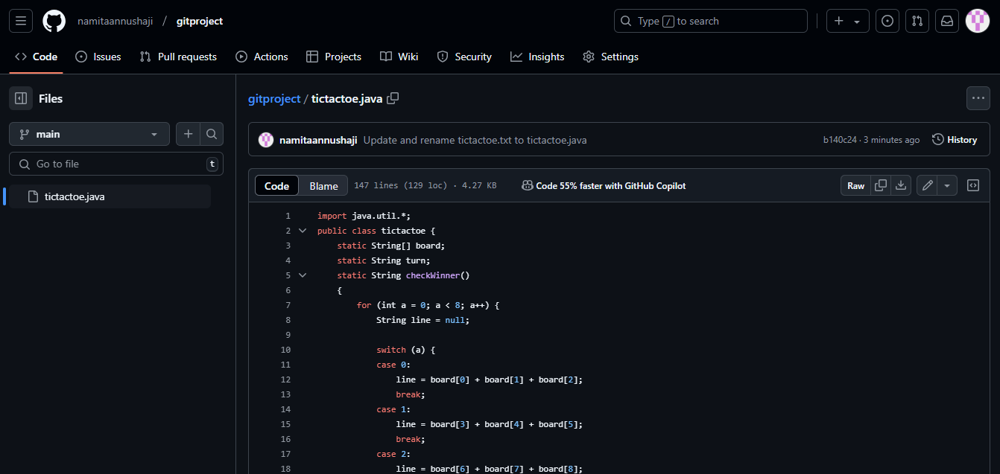 namitaannushaji / gitproject
Type / to search
Code Issues Pull requests Actions Projects Wiki Security Insights Settings
Files
main
Go to file t
tictactoe.java
gitproject / tictactoe.java
namitaannushaji Update and rename tictactoe.txt to tictactoe.java b140c24 · 3 minutes ago History
Code Blame 147 lines (129 loc) · 4.27 KB Code 55% faster with GitHub Copilot Raw
1 import java.util.*;
2 public class tictactoe {
3 static String[] board;
4 static String turn;
5 static String checkWinner()
6 {
7 for (int a = 0; a < 8; a++) {
8 String line = null;
9
10 switch (a) {
11 case 0:
12 line = board[0] + board[1] + board[2];
13 break;
14 case 1:
15 line = board[3] + board[4] + board[5];
16 break;
17 case 2:
18 line = board[6] + board[7] + board[8];